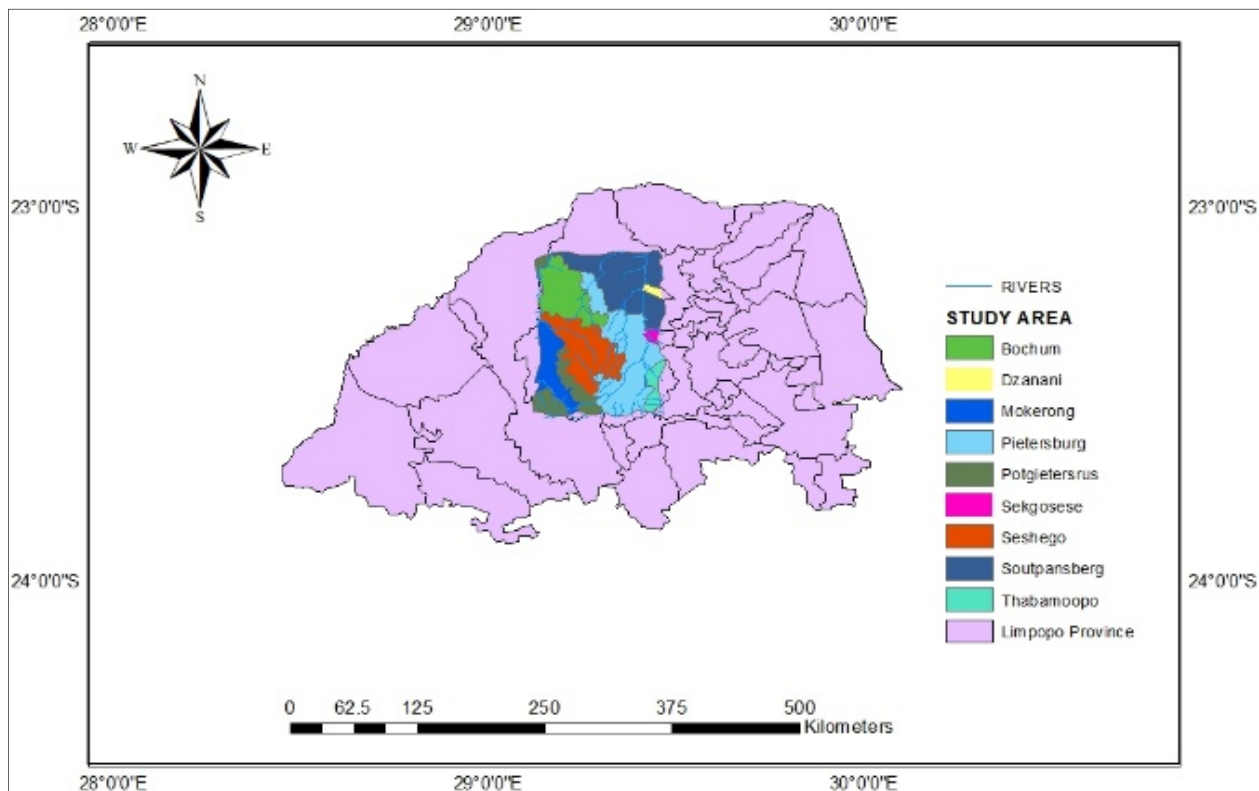 28°0'0"E 29°0'0"E 30°0'0"E
N
W E
S
23°0'0"S 23°0'0"S
RIVERS
STUDY AREA
Bochum
Dzanani
Mokerong
Pietersburg
Potgietersrus
Sekgosese
Seshego
Soutpansberg
Thabamoopo
Limpopo Province
24°0'0"S 24°0'0"S
0 62.5 125 250 375 500
Kilometers
28°0'0"E 29°0'0"E 30°0'0"E